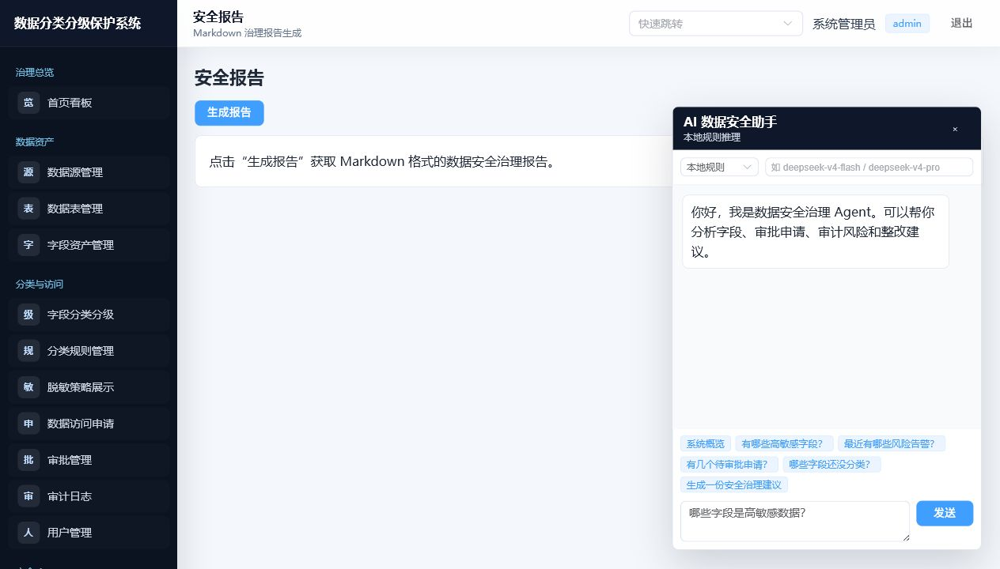 数据分类分级保护系统
治理总览
览 首页看板
数据资产
源 数据源管理
表 数据表管理
字 字段资产管理
分类与访问
级 字段分类分级
规 分类规则管理
敏 脱敏策略展示
申 数据访问申请
批 审批管理
审 审计日志
人 用户管理
安全报告
Markdown 治理报告生成
快速跳转
系统管理员
admin
退出
安全报告
生成报告
点击“生成报告”获取 Markdown 格式的数据安全治理报告。
AI 数据安全助手
本地规则推理
×
本地规则
如 deepseek-v4-flash / deepseek-v4-pro
你好，我是数据安全治理 Agent。可以帮你
分析字段、审批申请、审计风险和整改建
议。
系统概览 有哪些高敏感字段? 最近有哪些风险告警?
有几个待审批申请? 哪些字段还没分类?
生成一份安全治理建议
哪些字段是高敏感数据?
发送